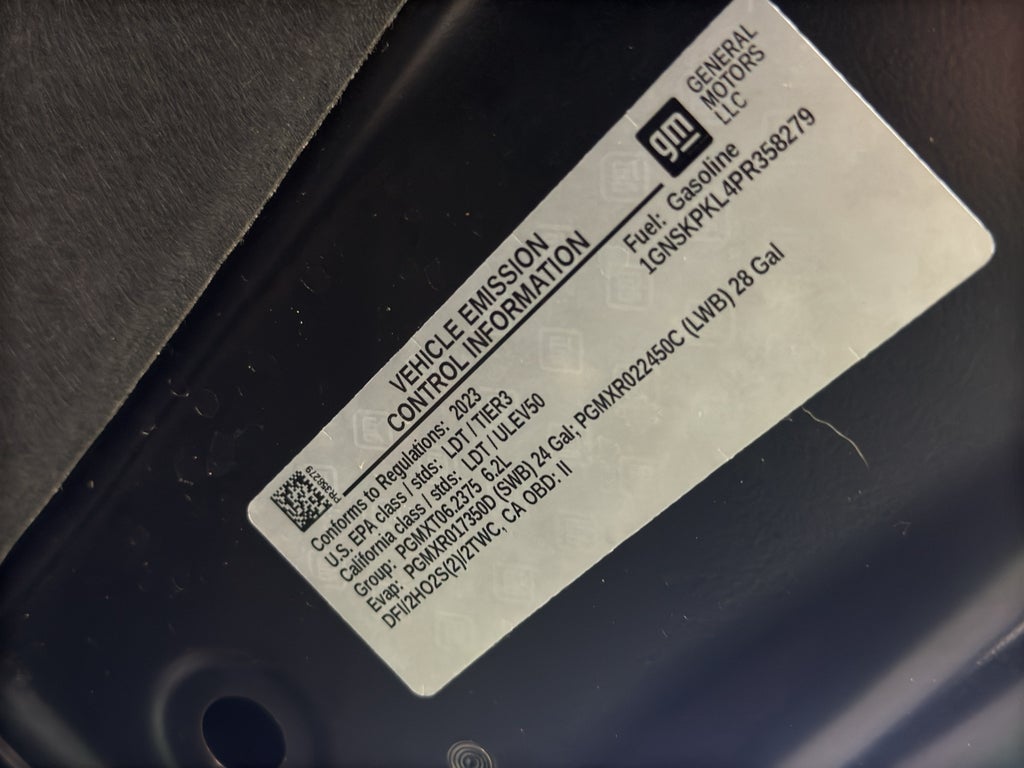 gm
GENERAL
MOTORS
LLC
VEHICLE EMISSION
CONTROL INFORMATION
Fuel: Gasoline
1GNSKPKL4PR358279
PR358279
Conforms to Regulations: 2023
U.S. EPA class / stds: LDT / TIER3
California class / stds: LDT / ULEV50
Group: PGMXT06.2375 6.2L
Evap: PGMXR017350D (SWB) 24 Gal; PGMXR022450C (LWB) 28 Gal
DFI/2HO2S(2)/2TWC, CA OBD: II